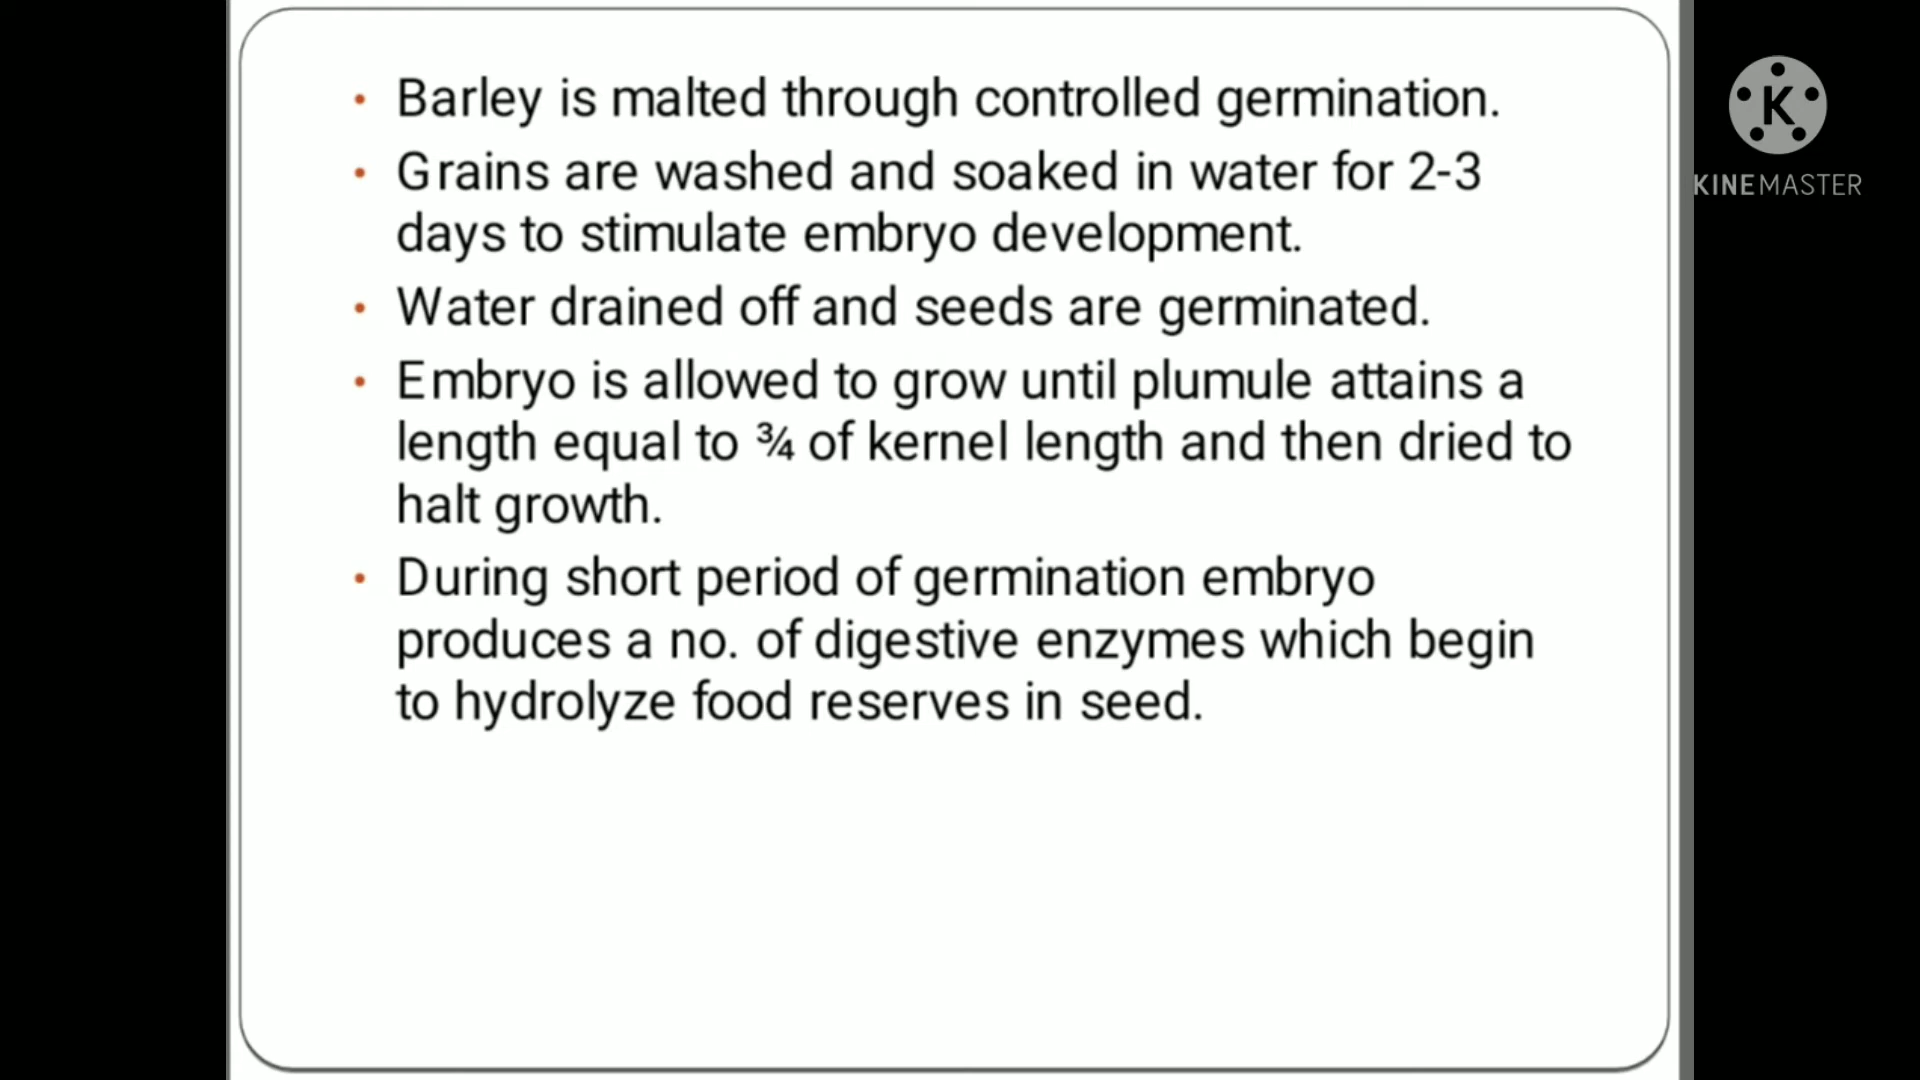 • Barley is malted through controlled germination.
• Grains are washed and soaked in water for 2-3
days to stimulate embryo development.
• Water drained off and seeds are germinated.
• Embryo is allowed to grow until plumule attains a
length equal to ¾ of kernel length and then dried to
halt growth.
• During short period of germination embryo
produces a no. of digestive enzymes which begin
to hydrolyze food reserves in seed.
K
KINEMASTER